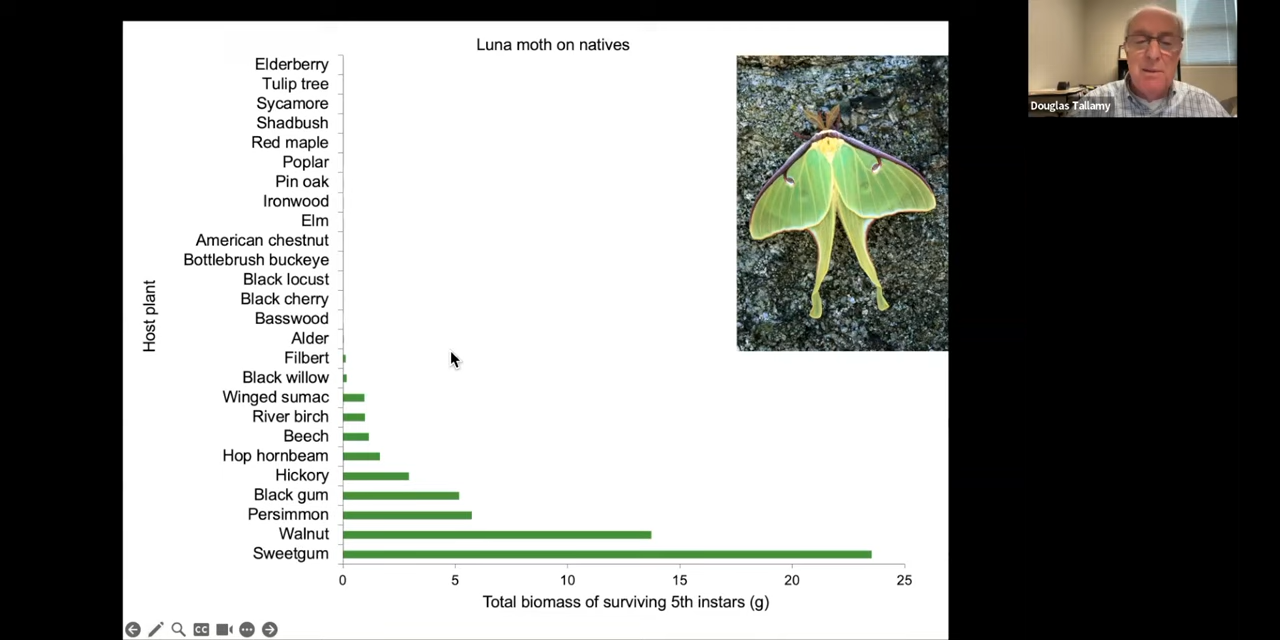 Luna moth on natives
Elderberry
Tulip tree
Sycamore
Shadbush
Red maple
Poplar
Pin oak
Ironwood
Elm
American chestnut
Bottlebrush buckeye
Black locust
Black cherry
Basswood
Alder
Filbert
Black willow
Winged sumac
River birch
Beech
Hop hornbeam
Hickory
Black gum
Persimmon
Walnut
Sweetgum
Host plant
0 5 10 15 20 25
Total biomass of surviving 5th instars (g)
CC
Douglas Tallamy